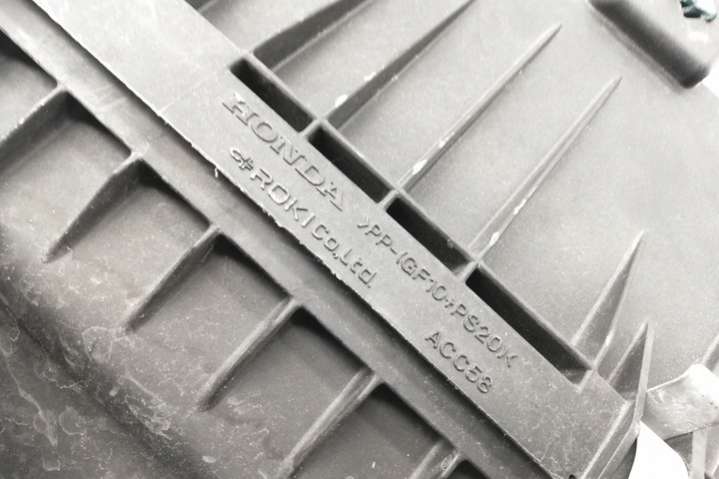 HONDA
ROKI Co.,Ltd.
>PP-(GF10+PS20)<
ACC58